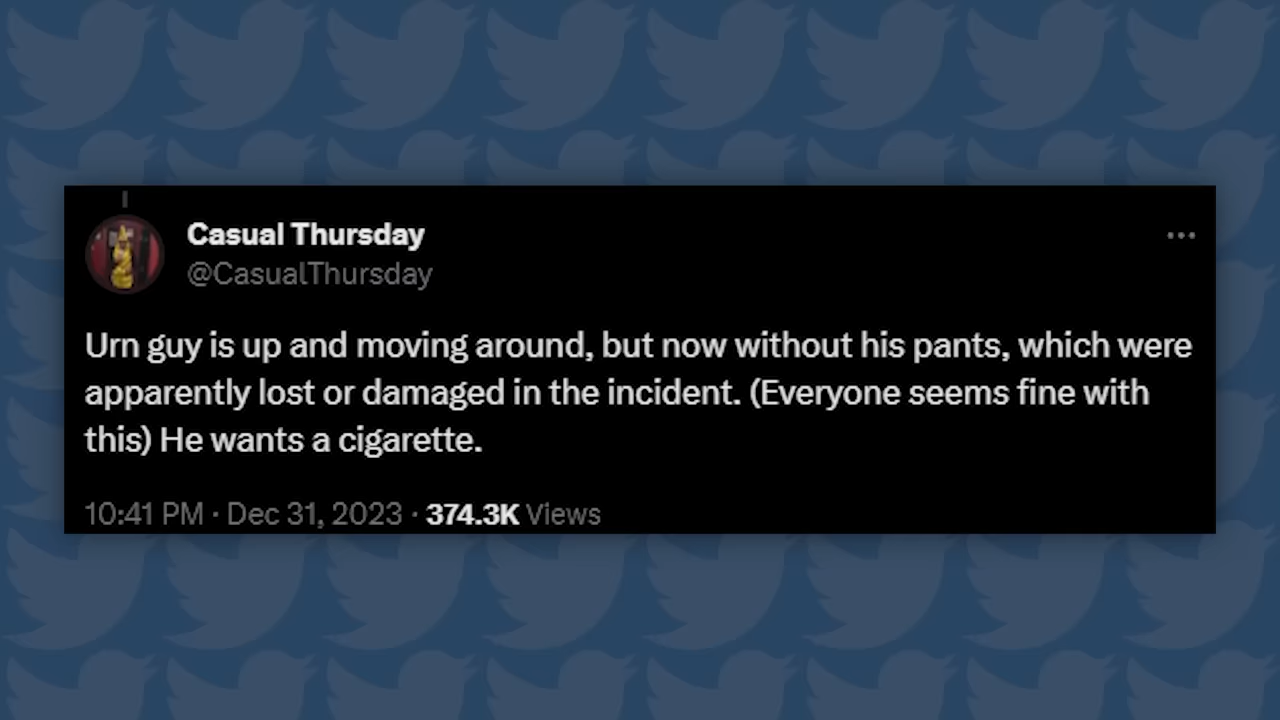 Casual Thursday
@CasualThursday
Urn guy is up and moving around, but now without his pants, which were
apparently lost or damaged in the incident. (Everyone seems fine with
this) He wants a cigarette.
10:41 PM · Dec 31, 2023 · 374.3K Views